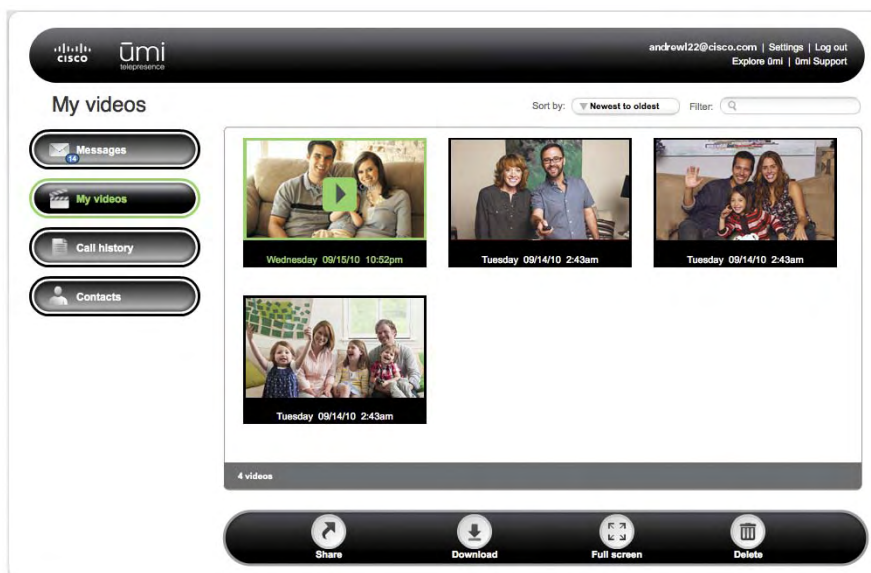 cisco
ūmi
telepresence
andrewl22@cisco.com | Settings | Log out
Explore ūmi | ūmi Support
My videos
Sort by: Newest to oldest Filter:
Messages
14
My videos
Call history
Contacts
Wednesday 09/15/10 10:52pm
Tuesday 09/14/10 2:43am
Tuesday 09/14/10 2:43am
Tuesday 09/14/10 2:43am
4 videos
Share
Download
Full screen
Delete